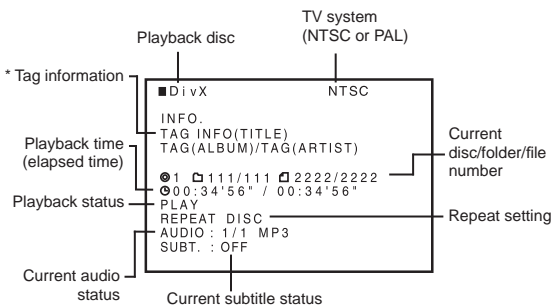 TV system
(NTSC or PAL)
Playback disc
* Tag information
DivX NTSC
INFO.
TAG INFO(TITLE)
TAG(ALBUM)/TAG(ARTIST)
Playback time
(elapsed time)
Current
disc/folder/file
number
1 111/111 2222/2222
00:34'56" / 00:34'56"
Playback status
PLAY
REPEAT DISC
Repeat setting
AUDIO : 1/1 MP3
SUBT. : OFF
Current audio
status
Current subtitle status